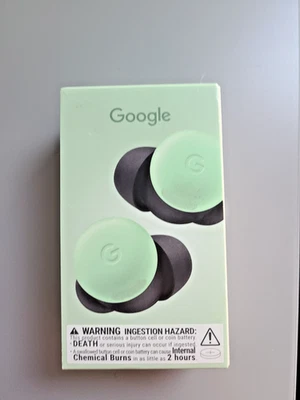 Google
G
G
WARNING INGESTION HAZARD:
This product contains a button cell or coin battery.
• DEATH or serious injury can occur if ingested.
• A swallowed button cell or coin battery can cause Internal
Chemical Burns in as little as 2 hours.